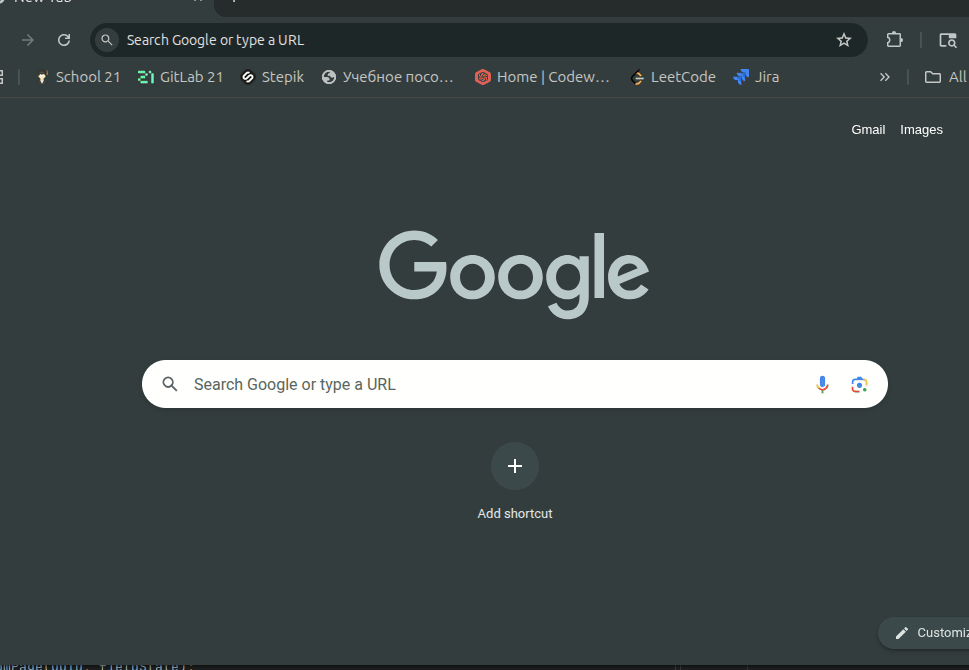 New Tab
Search Google or type a URL
School 21 GitLab 21 Stepik Учебное посо... Home | Codew... LeetCode Jira » All
Gmail Images
Google
Search Google or type a URL
Add shortcut
Customiz